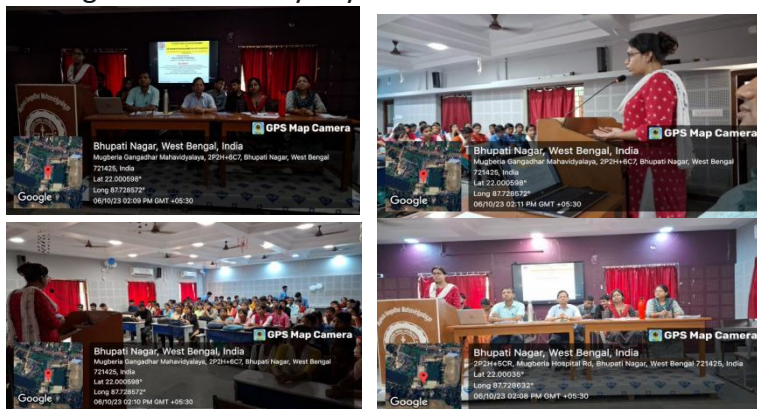 GPS Map Camera
Bhupati Nagar, West Bengal, India
Mugberia Gangadhar Mahavidyalaya, 2P2H+6C7, Bhupati Nagar, West Bengal
721425, India
Lat 22.000598°
Long 87.728572°
06/10/23 02:09 PM GMT +05:30
Google
GPS Map Camera
Bhupati Nagar, West Bengal, India
Mugberia Gangadhar Mahavidyalaya, 2P2H+6C7, Bhupati Nagar, West Bengal
721425, India
Lat 22.000598°
Long 87.728572°
06/10/23 02:11 PM GMT +05:30
Google
GPS Map Camera
Bhupati Nagar, West Bengal, India
Mugberia Gangadhar Mahavidyalaya, 2P2H+6C7, Bhupati Nagar, West Bengal
721425, India
Lat 22.000598°
Long 87.728572°
06/10/23 02:10 PM GMT +05:30
Google
GPS Map Camera
Bhupati Nagar, West Bengal, India
2P2H+5CR, Mugberia Hospital Rd, Bhupati Nagar, West Bengal 721425, India
Lat 22.00035°
Long 87.728632°
06/10/23 02:08 PM GMT +05:30
Google